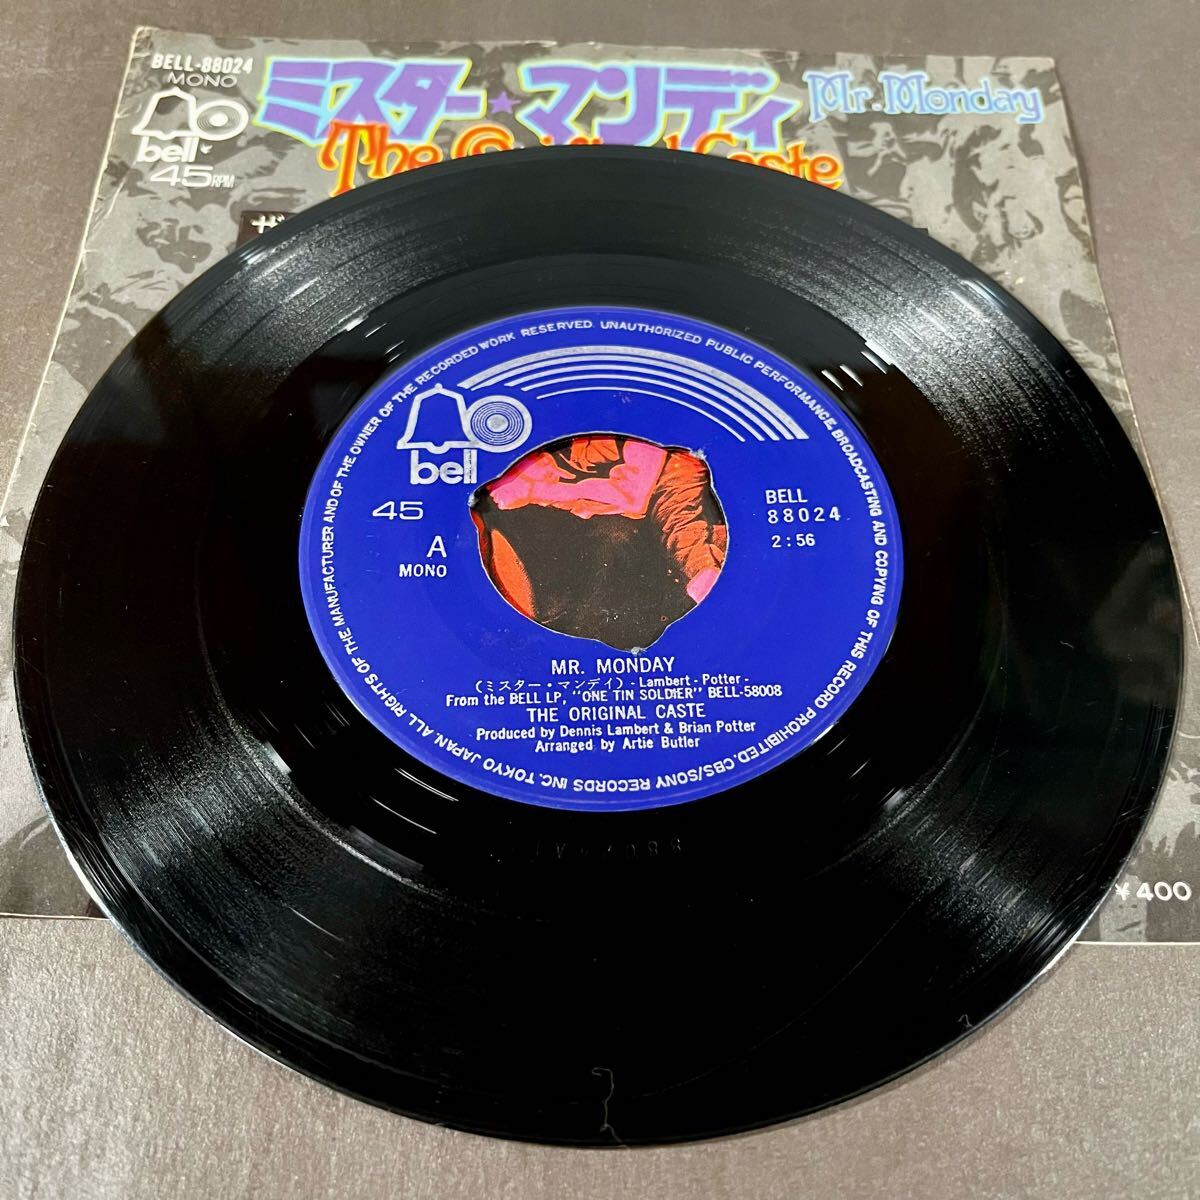 BELL-88024
MONO
bell
45RPM
ミスター★マンディ
Mr. Monday
The
Caste
ザ
¥400
ALL RIGHTS OF THE MANUFACTURER AND OF THE OWNER OF THE RECORDED WORK RESERVED. UNAUTHORIZED PUBLIC PERFORMANCE, BROADCASTING AND COPYING OF THIS RECORD PROHIBITED. CBS/SONY RECORDS INC. TOKYO JAPAN.
bell
45
A
MONO
BELL
88024
2:56
MR. MONDAY
(ミスター・マンデイ) - Lambert - Potter -
From the BELL LP, "ONE TIN SOLDIER" BELL-58008
THE ORIGINAL CASTE
Produced by Dennis Lambert & Brian Potter
Arranged by Artie Butler